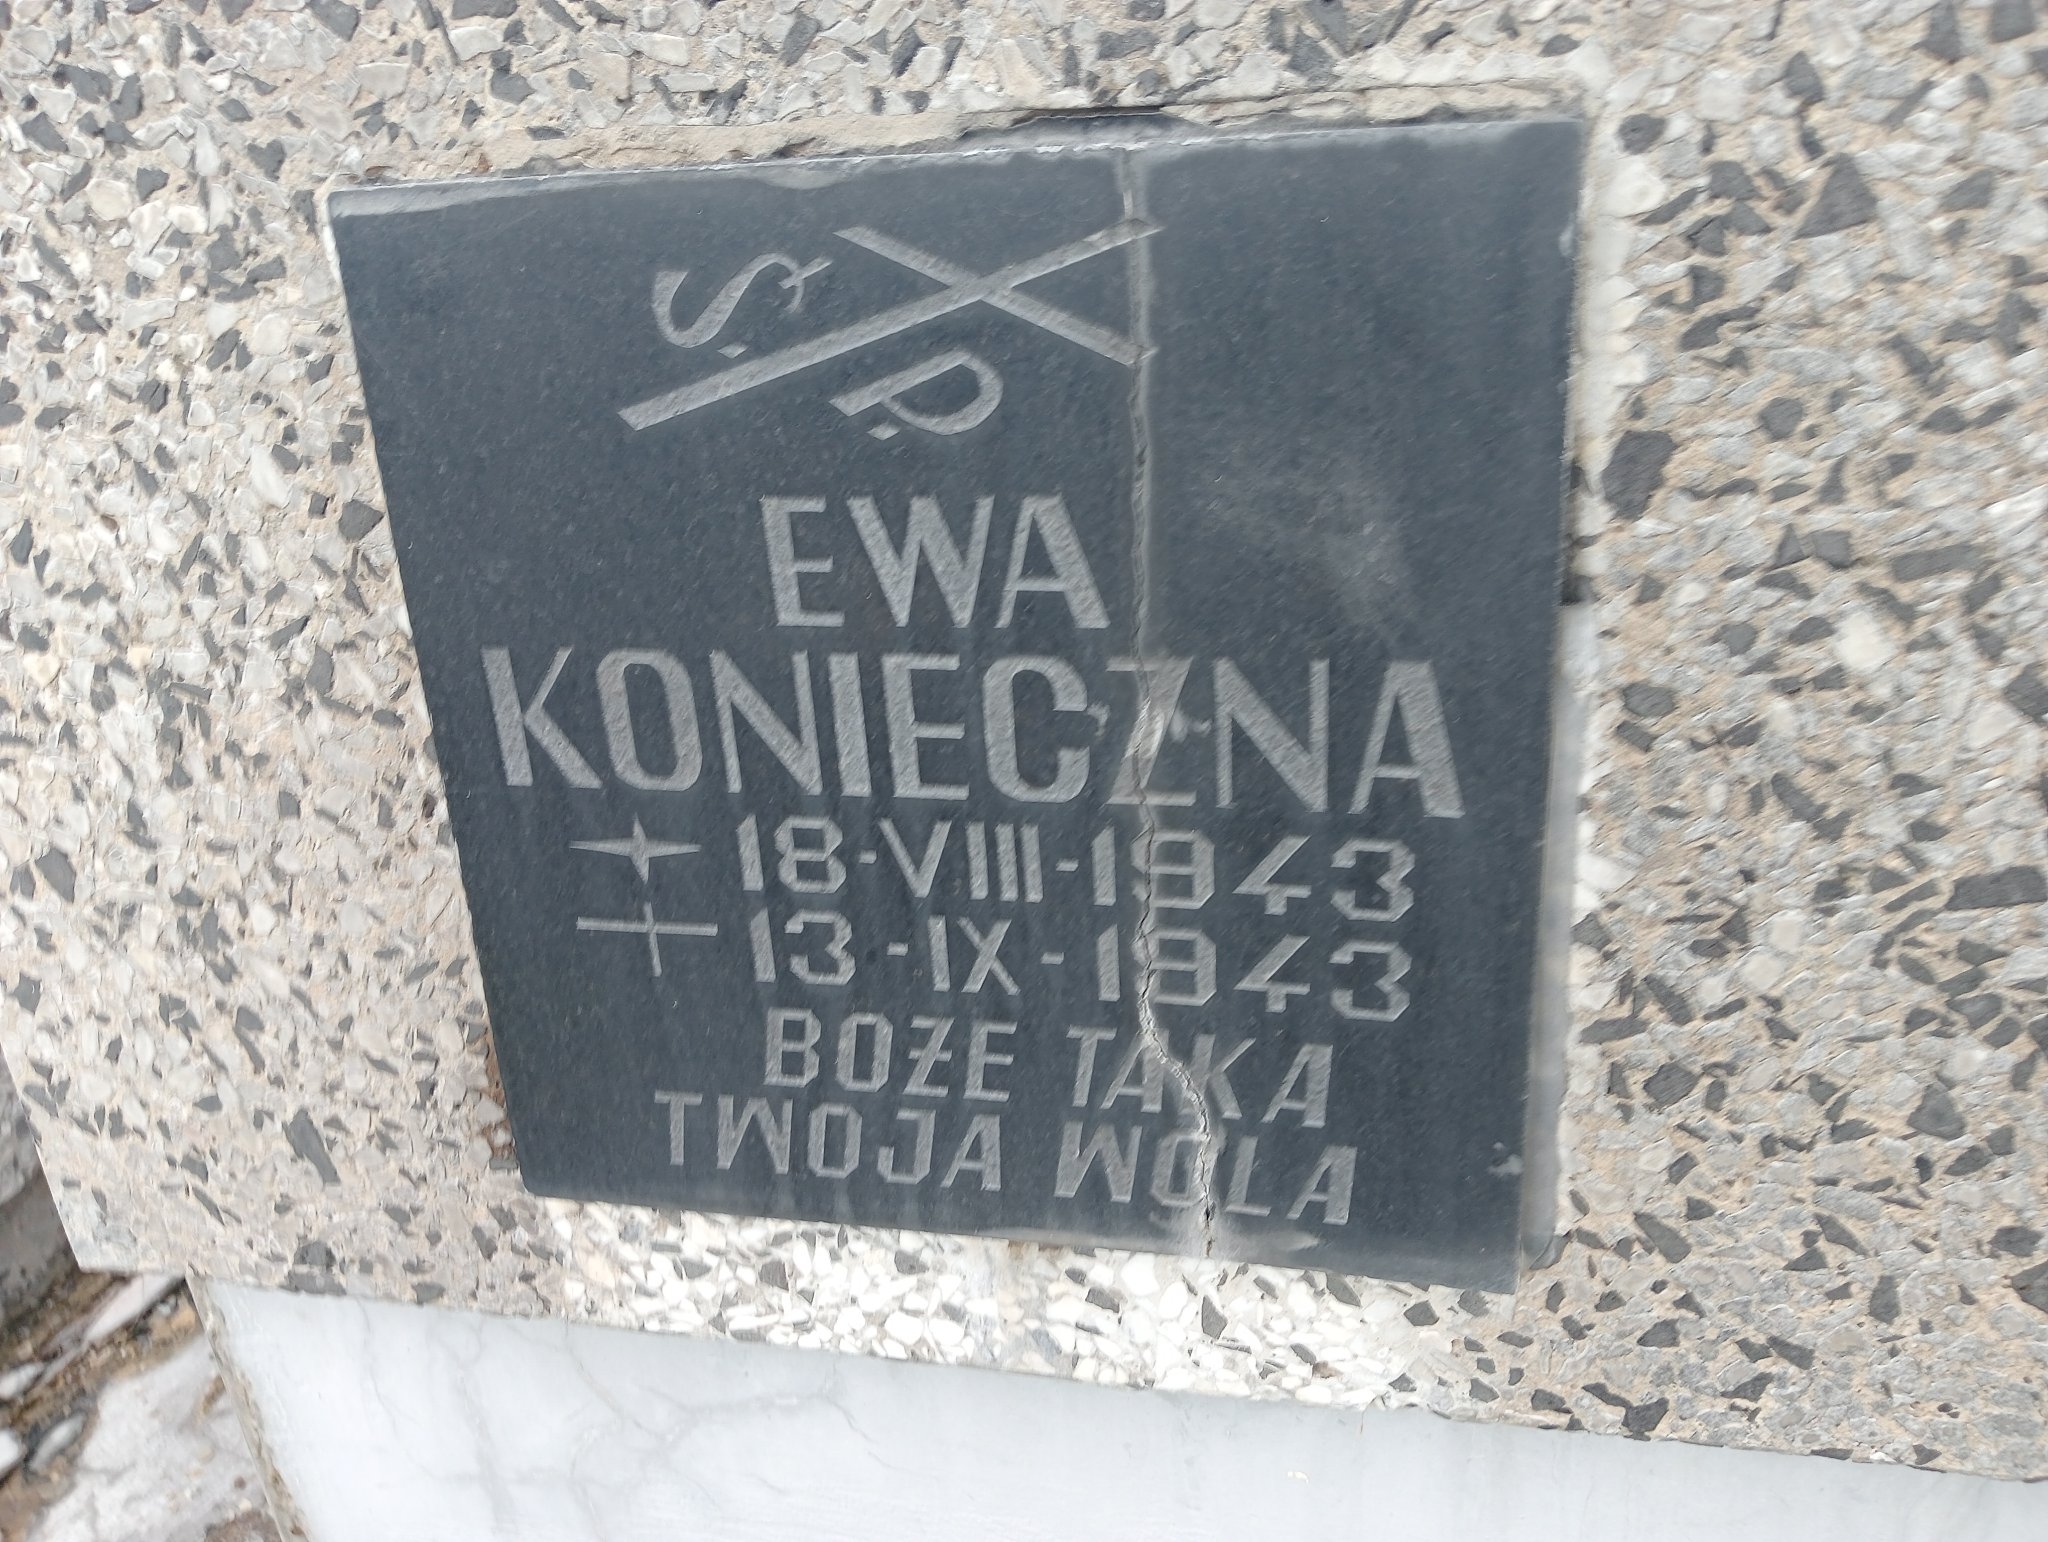 Ś. P.
EWA
KONIECZNA
18-VIII-1943
13-IX-1943
BOŻE TAKA
TWOJA WOLA